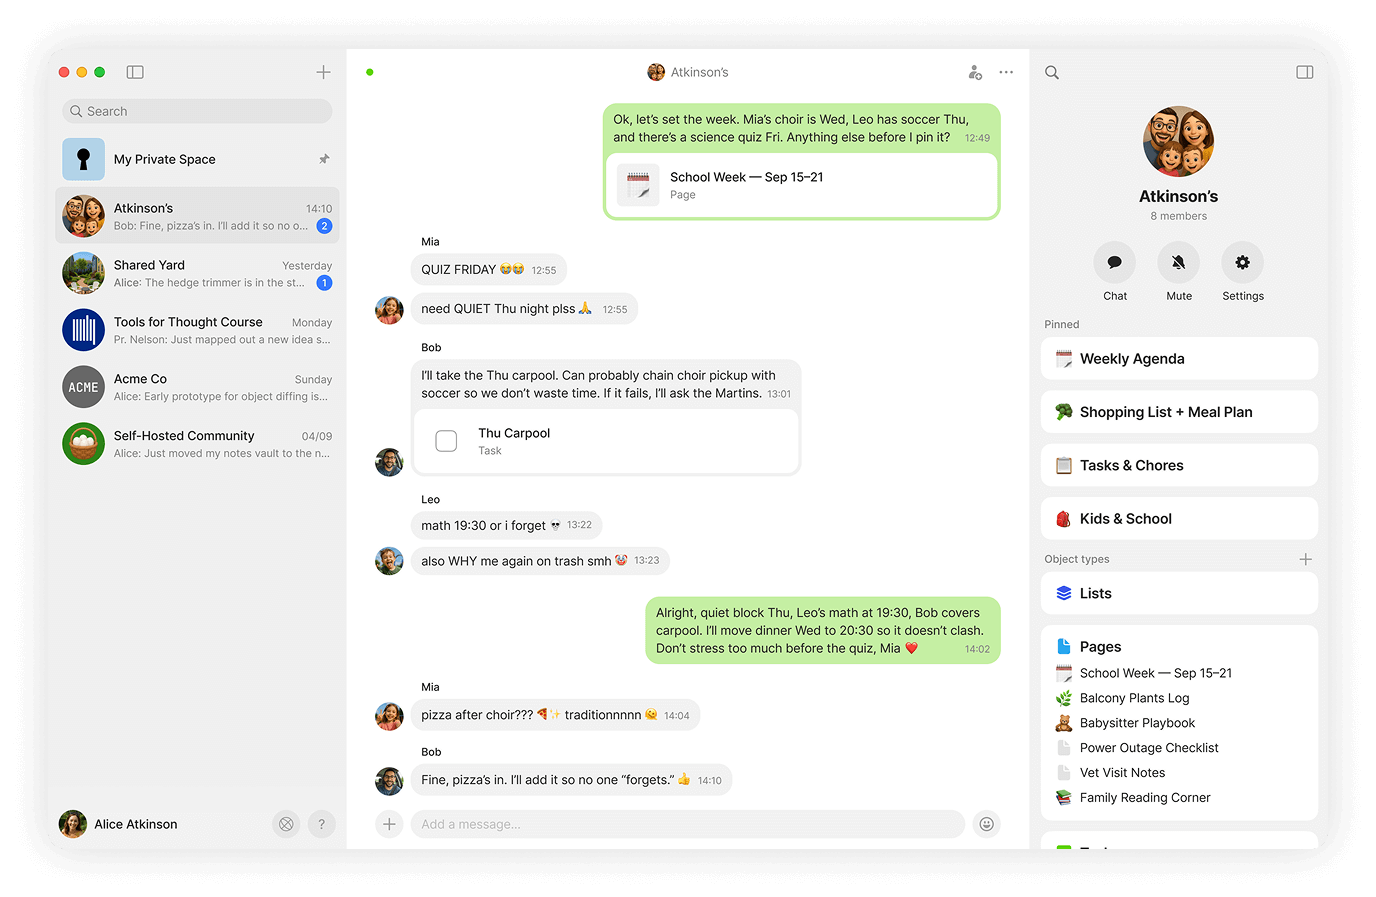 Search
My Private Space
Atkinson's
14:10
Bob: Fine, pizza's in. I'll add it so no o...
2
Shared Yard
Yesterday
Alice: The hedge trimmer is in the st...
1
Tools for Thought Course
Monday
Pr. Nelson: Just mapped out a new idea s...
ACME
Acme Co
Sunday
Alice: Early prototype for object diffing is...
Self-Hosted Community
04/09
Alice: Just moved my notes vault to the n...
Alice Atkinson
?
Atkinson's
Ok, let's set the week. Mia's choir is Wed, Leo has soccer Thu,
and there's a science quiz Fri. Anything else before I pin it? 12:49
School Week — Sep 15–21
Page
Mia
QUIZ FRIDAY 😭😭 12:55
need QUIET Thu night plss 🙏 12:55
Bob
I'll take the Thu carpool. Can probably chain choir pickup with
soccer so we don't waste time. If it fails, I'll ask the Martins. 13:01
Thu Carpool
Task
Leo
math 19:30 or i forget 💀 13:22
also WHY me again on trash smh 🤡 13:23
Alright, quiet block Thu, Leo's math at 19:30, Bob covers
carpool. I'll move dinner Wed to 20:30 so it doesn't clash.
Don't stress too much before the quiz, Mia ❤️ 14:02
Mia
pizza after choir??? 🍕✨ traditionnnnn 🫠 14:04
Bob
Fine, pizza's in. I'll add it so no one “forgets.” 👍 14:10
Add a message...
Atkinson's
8 members
Chat
Mute
Settings
Pinned
Weekly Agenda
Shopping List + Meal Plan
Tasks & Chores
Kids & School
Object types
Lists
Pages
School Week — Sep 15–21
Balcony Plants Log
Babysitter Playbook
Power Outage Checklist
Vet Visit Notes
Family Reading Corner